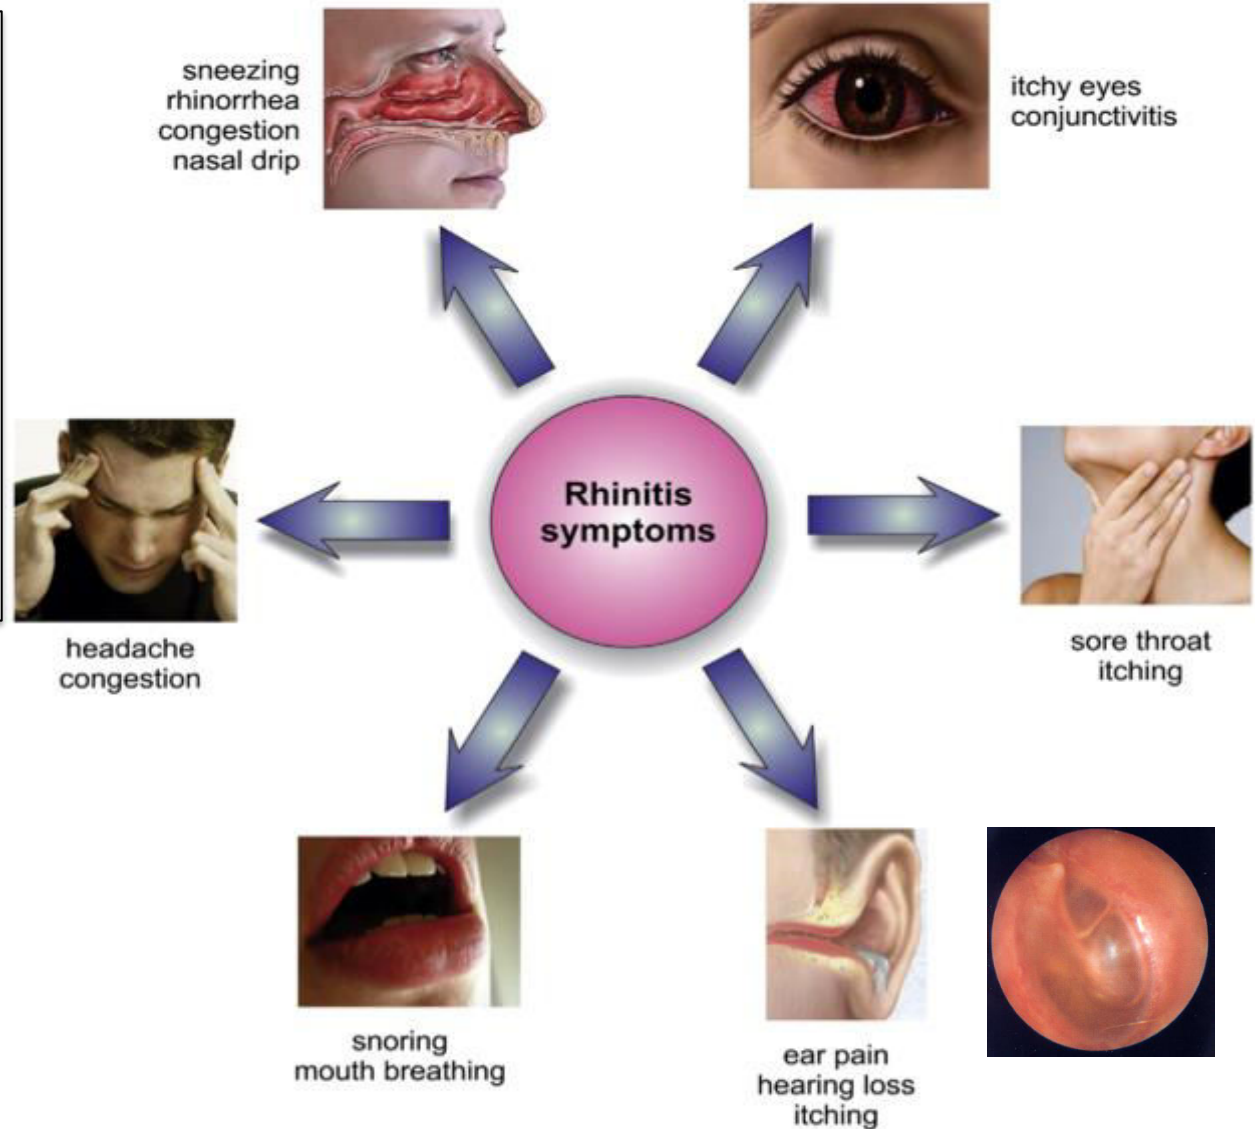 sneezing
rhinorrhea
congestion
nasal drip
itchy eyes
conjunctivitis
Rhinitis
symptoms
headache
congestion
sore throat
itching
snoring
mouth breathing
ear pain
hearing loss
itching